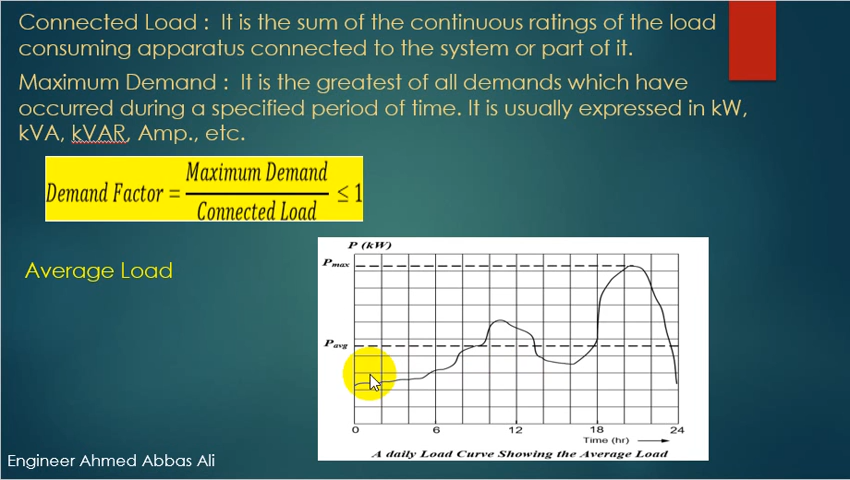 Connected Load : It is the sum of the continuous ratings of the load
consuming apparatus connected to the system or part of it.
Maximum Demand : It is the greatest of all demands which have
occurred during a specified period of time. It is usually expressed in kW,
kVA, kVAR, Amp., etc.
Demand Factor = Maximum Demand / Connected Load ≤ 1
Average Load
P (kW)
Pmax
Pavg
0 6 12 18 24
Time (hr)
A daily Load Curve Showing the Average Load
Engineer Ahmed Abbas Ali